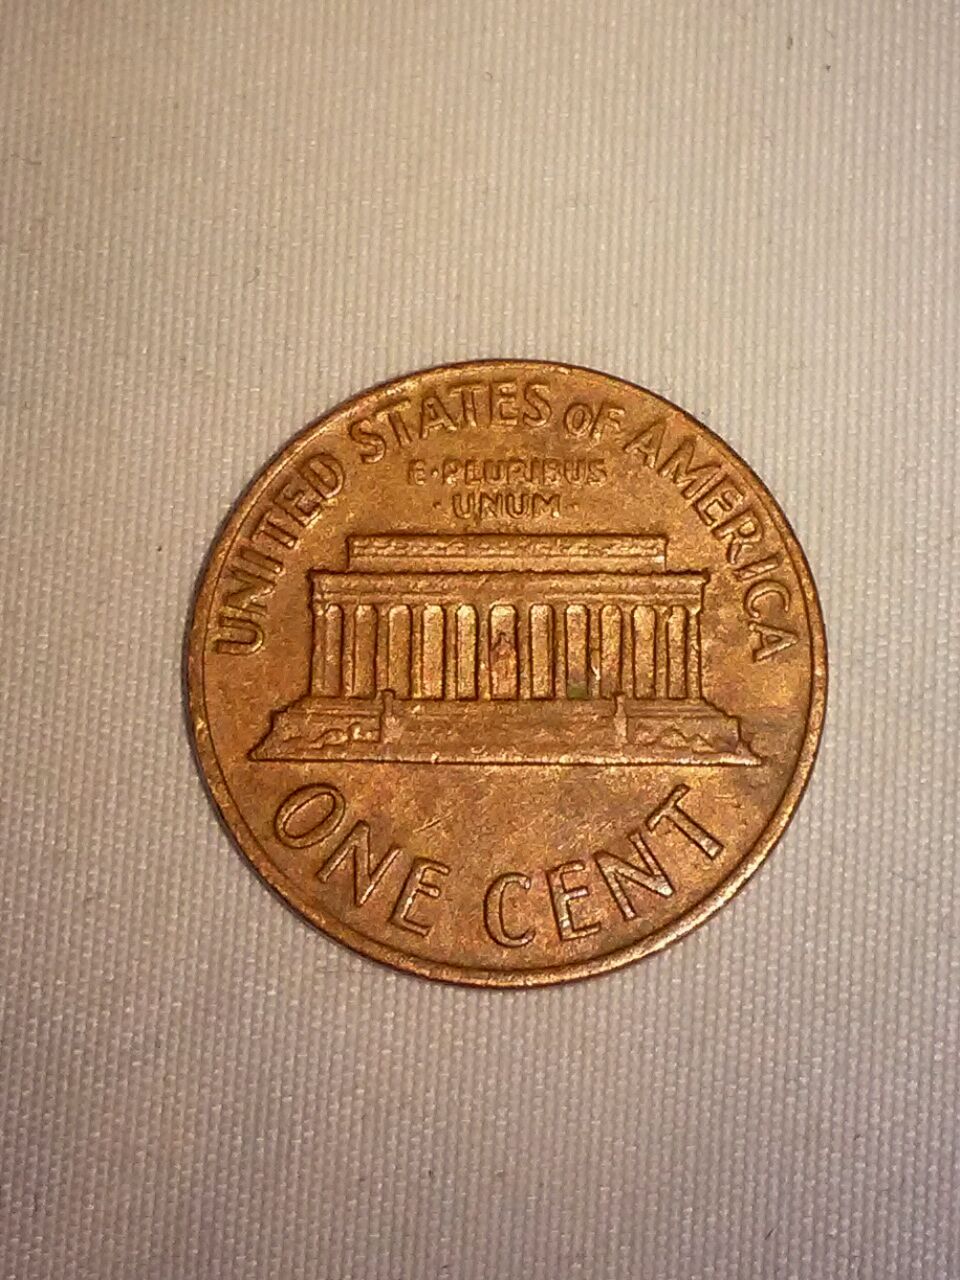 UNITED STATES OF AMERICA
E·PLURIBUS
·UNUM·
ONE CENT